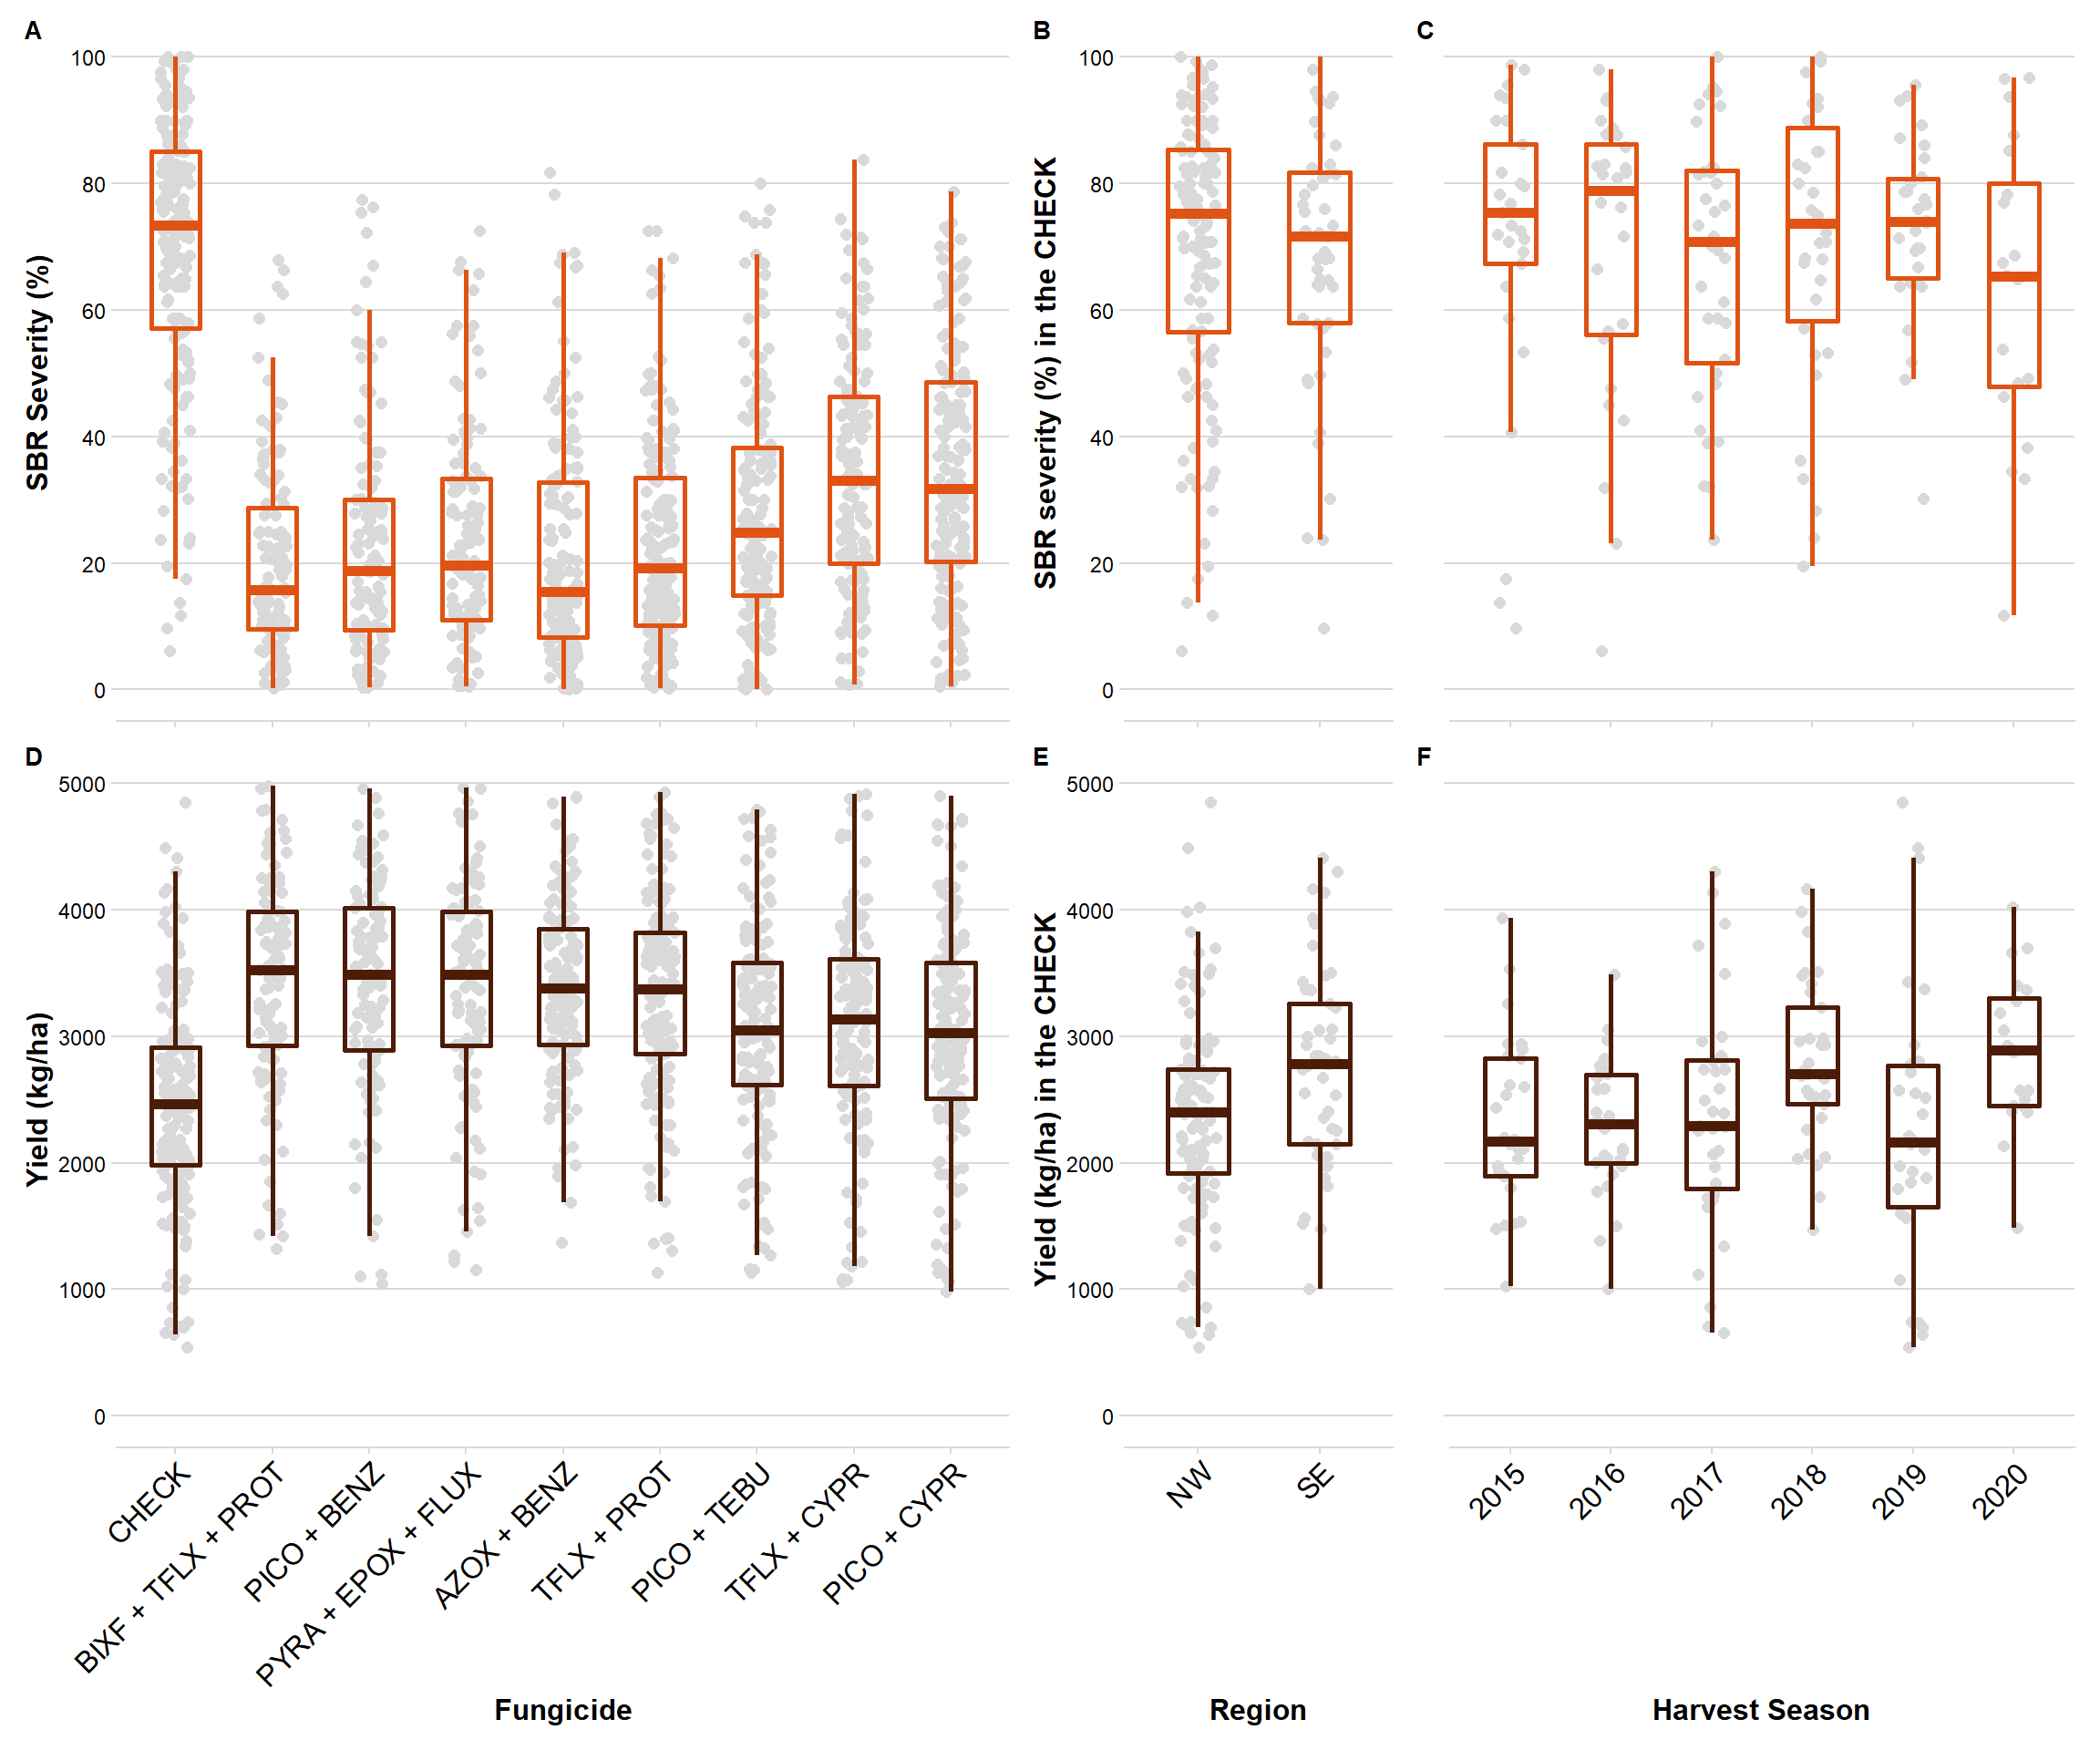 A
B
C
SBR Severity (%)
100
80
60
40
20
0
SBR severity (%) in the CHECK
100
80
60
40
20
0
D
E
F
Yield (kg/ha)
5000
4000
3000
2000
1000
0
Yield (kg/ha) in the CHECK
5000
4000
3000
2000
1000
0
CHECK
BIXF + TFLX + PROT
PICO + BENZ
PYRA + EPOX + FLUX
AZOX + BENZ
TFLX + PROT
PICO + TEBU
TFLX + CYPR
PICO + CYPR
NW
SE
2015
2016
2017
2018
2019
2020
Fungicide
Region
Harvest Season